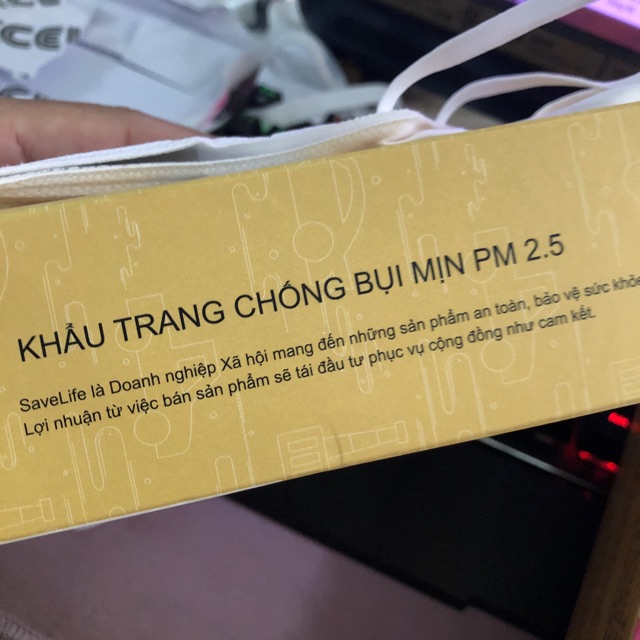 KHẨU TRANG CHỐNG BỤI MỊN PM 2.5
SaveLife là Doanh nghiệp Xã hội mang đến những sản phẩm an toàn, bảo vệ sức khỏe
Lợi nhuận từ việc bán sản phẩm sẽ tái đầu tư phục vụ cộng đồng như cam kết.